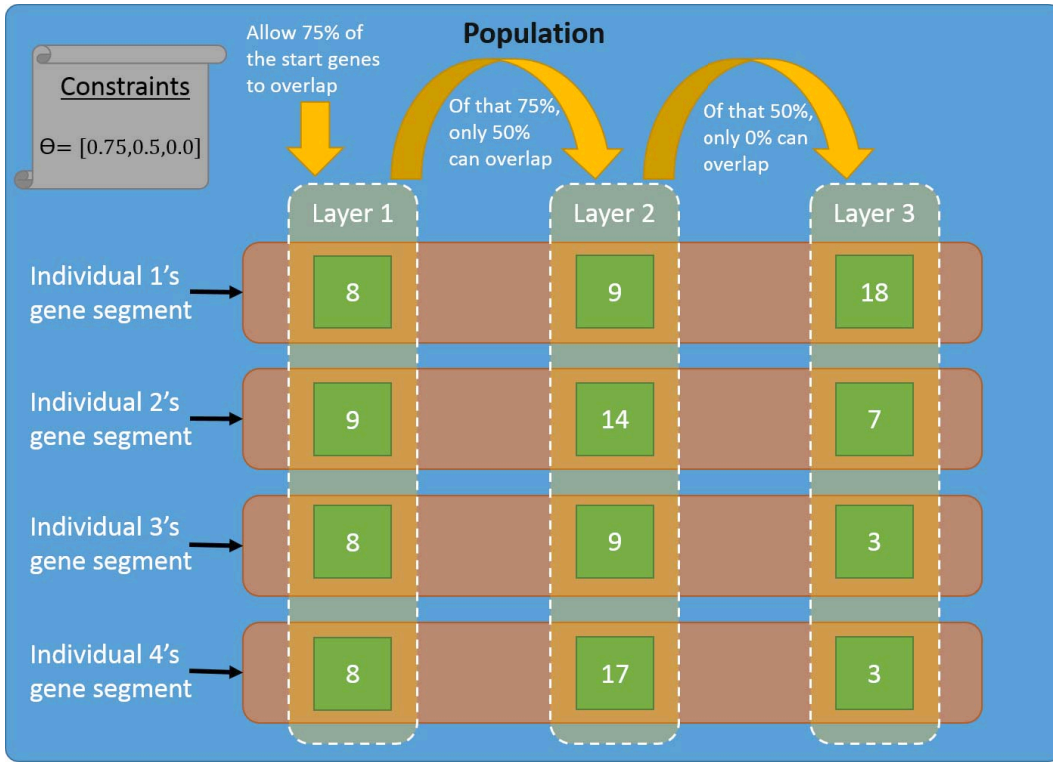 Population
Allow 75% of
the start genes
to overlap
Constraints
Ɵ= [0.75,0.5,0.0]
Of that 75%,
only 50%
can overlap
Of that 50%,
only 0% can
overlap
Layer 1
Layer 2
Layer 3
Individual 1's
gene segment
8
9
18
Individual 2's
gene segment
9
14
7
Individual 3's
gene segment
8
9
3
Individual 4's
gene segment
8
17
3